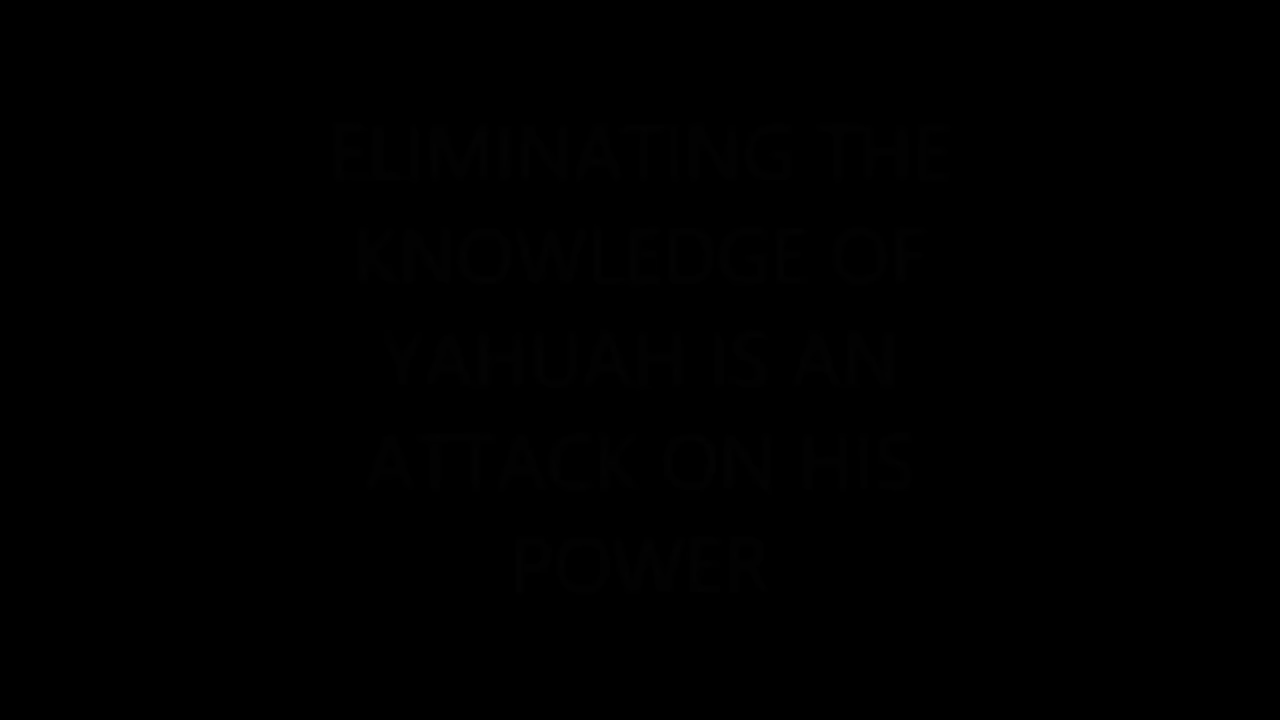 ELIMINATING THE
KNOWLEDGE OF
YAHUAH IS AN
ATTACK ON HIS
POWER